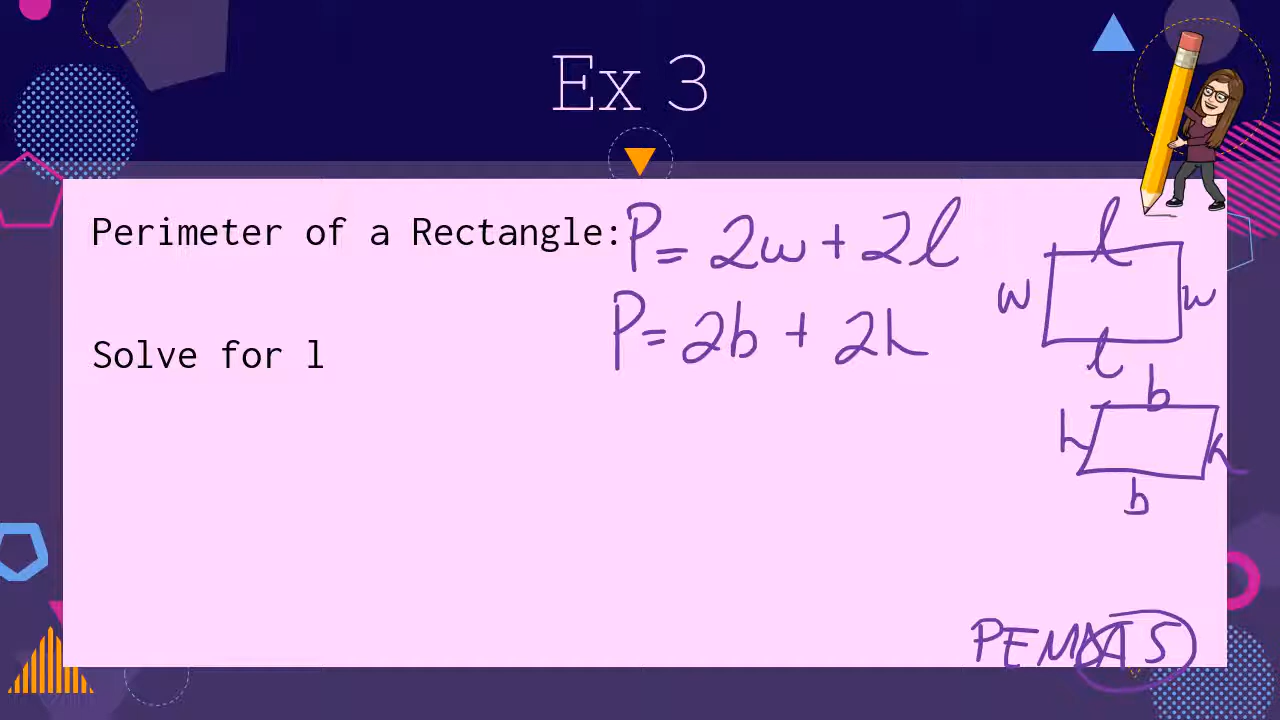 Ex 3
Perimeter of a Rectangle: P = 2w + 2l
P = 2b + 2h
Solve for l
l
w
w
l
b
h
h
b
PEMDAS